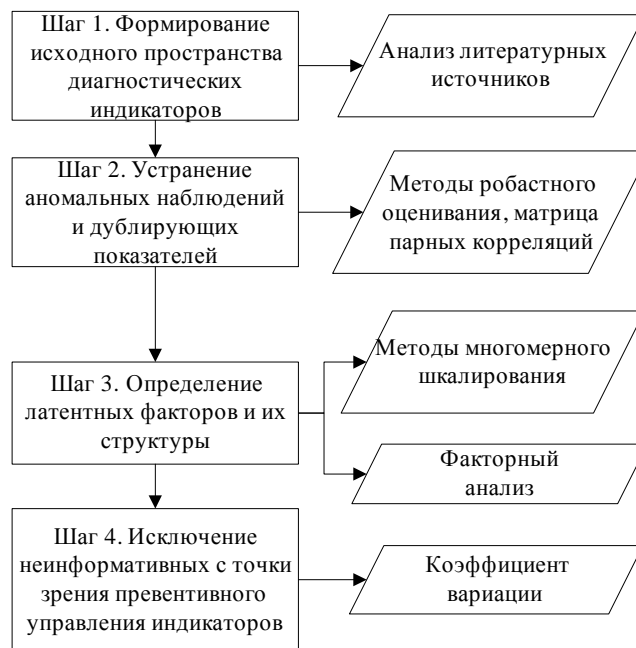 Шаг 1. Формирование
исходного пространства
диагностических
индикаторов
Анализ литературных
источников
Шаг 2. Устранение
аномальных наблюдений
и дублирующих
показателей
Методы робастного
оценивания, матрица
парных корреляций
Шаг 3. Определение
латентных факторов и их
структуры
Методы многомерного
шкалирования
Факторный
анализ
Шаг 4. Исключение
неинформативных с точки
зрения превентивного
управления индикаторов
Коэффициент
вариации